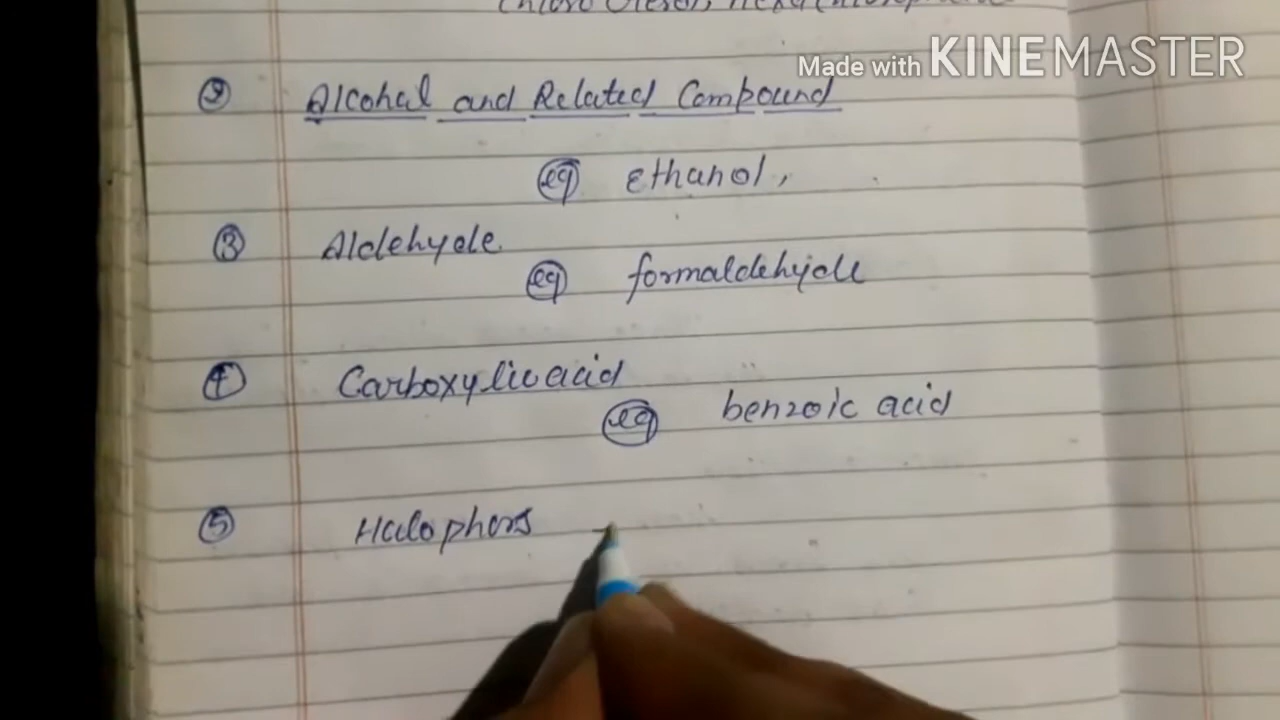 Made with KINEMASTER
② Alcohal and Related Compound
eg ethanol,
③ Aldehyde
eg formaldehyde
④ Carboxylic acid
eg benzoic acid
⑤ Halophors